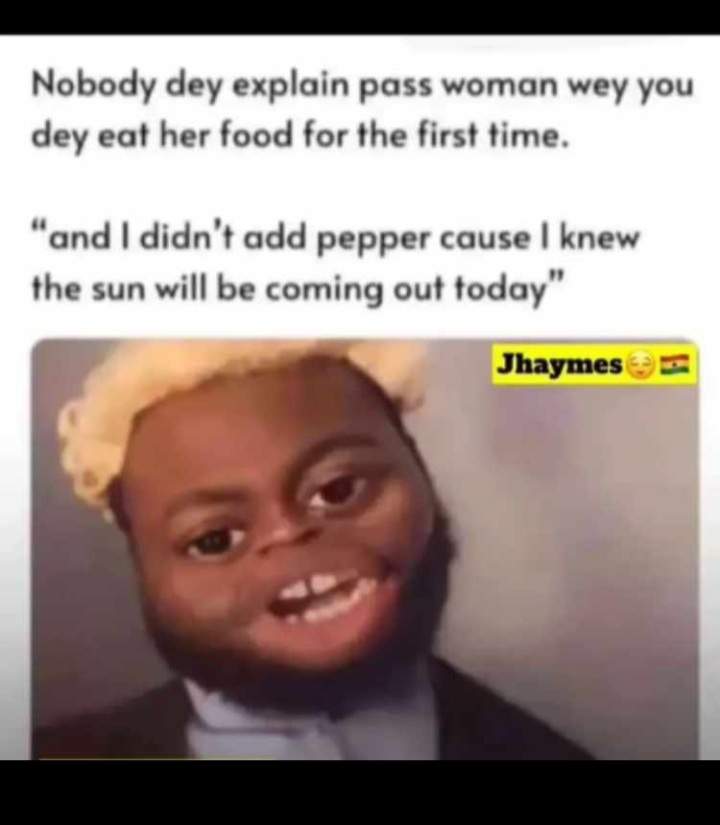 Nobody dey explain pass woman wey you
dey eat her food for the first time.
“and I didn’t add pepper cause I knew
the sun will be coming out today”
Jhaymes😌🇬🇭